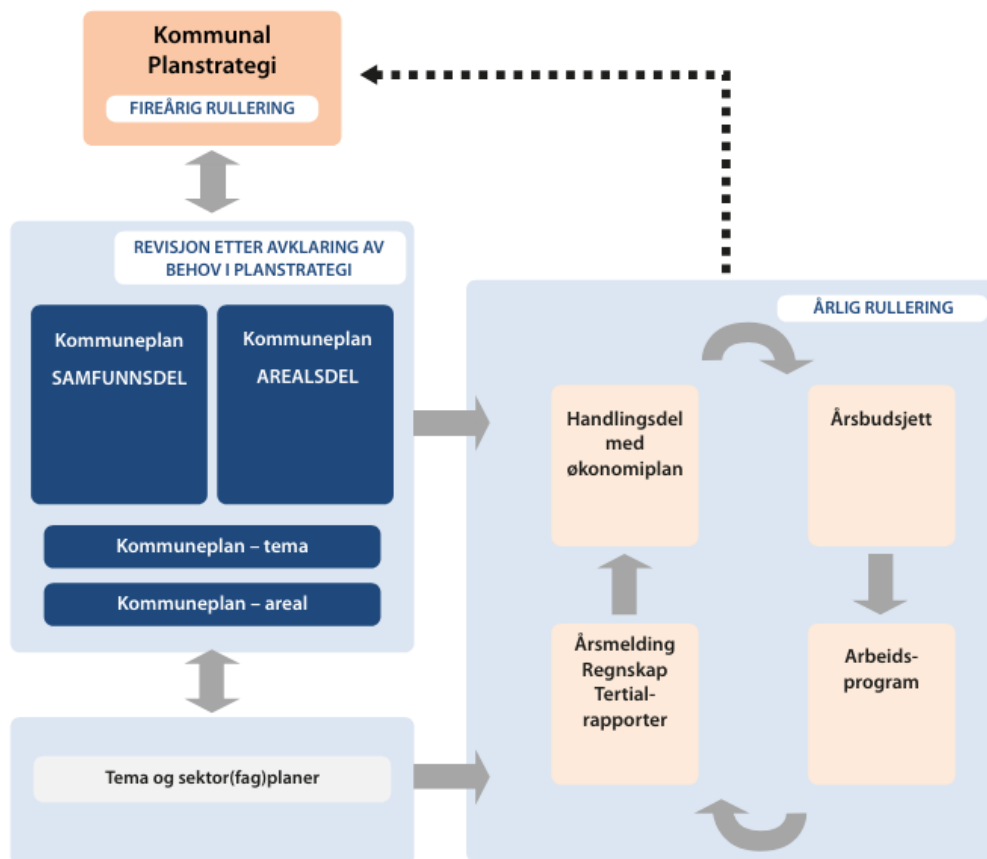 Kommunal
Planstrategi
FIREÅRIG RULLERING
REVISJON ETTER AVKLARING AV
BEHOV I PLANSTRATEGI
Kommuneplan
SAMFUNNSDEL
Kommuneplan
AREALSDEL
Kommuneplan – tema
Kommuneplan – areal
Tema og sektor(fag)planer
ÅRLIG RULLERING
Handlingsdel
med
økonomiplan
Årsbudsjett
Årsmelding
Regnskap
Tertial-
rapporter
Arbeids-
program